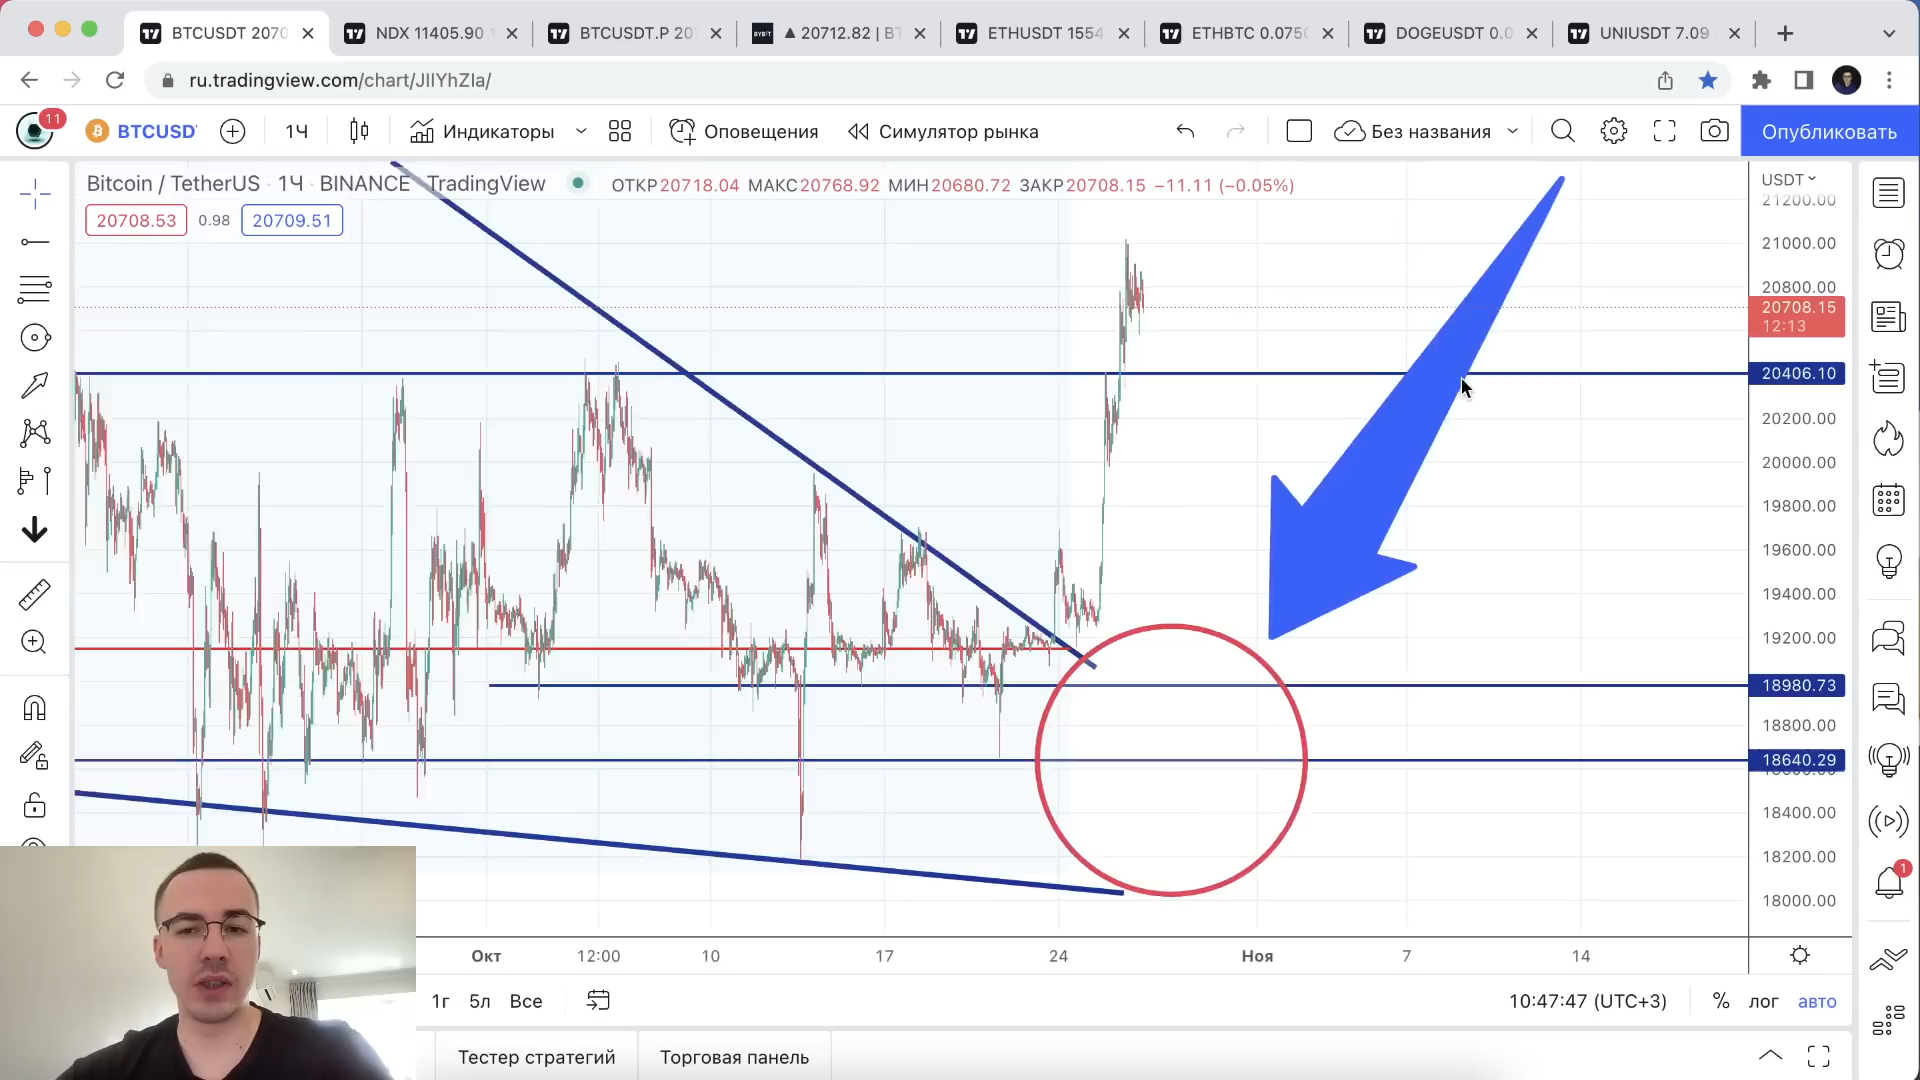 BTCUSDT 2070
NDX 11405.90
BTCUSDT.P 20
BYBIT
▲ 20712.82 | B
ETHUSDT 1554
ETHBTC 0.075
DOGEUSDT 0.0
UNIUSDT 7.09
ru.tradingview.com/chart/JIIYhZIa/
11
BTCUSD
1Ч
Индикаторы
Оповещения
Симулятор рынка
Без названия
Опубликовать
Bitcoin / TetherUS · 1Ч · BINANCE · TradingView
ОТКР20718.04 МАКС20768.92 МИН20680.72 ЗАКР20708.15 −11.11 (−0.05%)
20708.53 0.98 20709.51
USDT
21200.00
21000.00
20800.00
20708.15
12:13
20406.10
20200.00
20000.00
19800.00
19600.00
19400.00
19200.00
18980.73
18800.00
18640.29
18600.00
18400.00
18200.00
18000.00
1
Окт 12:00 10 17 24 Ноя 7 14
1г 5л Все
10:47:47 (UTC+3) % лог авто
Тестер стратегий Торговая панель